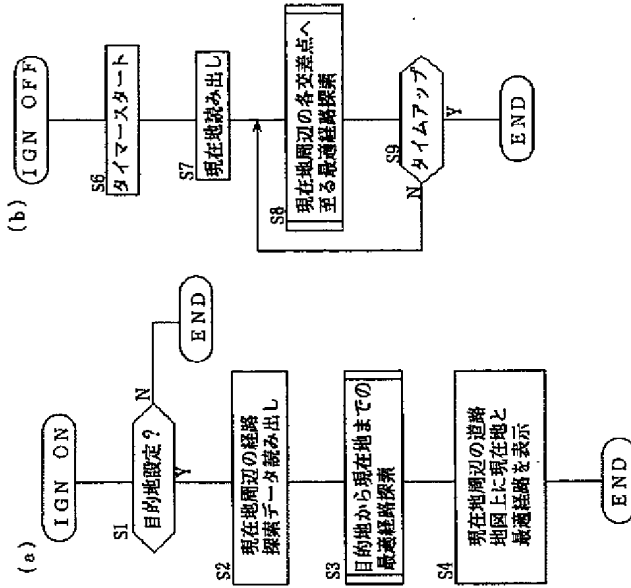 (a)
IGN ON
S1
目的地設定?
N
END
Y
S2
現在地周辺の経路
探索データ読み出し
S3
目的地から現在地までの
最適経路探索
S4
現在地周辺の道路
地図上に現在地と
最適経路を表示
END
(b)
IGN OFF
S6
タイマースタート
S7
現在地読み出し
S8
現在地周辺の各交差点へ
至る最適経路探索
S9
タイムアップ
N
Y
END